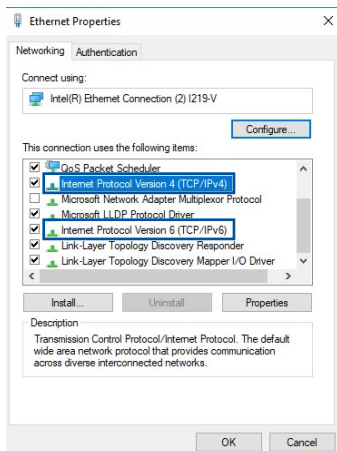 Ethernet Properties
Networking
Authentication
Connect using:
Intel(R) Ethernet Connection (2) I219-V
Configure...
This connection uses the following items:
QoS Packet Scheduler
Internet Protocol Version 4 (TCP/IPv4)
Microsoft Network Adapter Multiplexor Protocol
Microsoft LLDP Protocol Driver
Internet Protocol Version 6 (TCP/IPv6)
Link-Layer Topology Discovery Responder
Link-Layer Topology Discovery Mapper I/O Driver
Install...
Uninstall
Properties
Description
Transmission Control Protocol/Internet Protocol. The default
wide area network protocol that provides communication
across diverse interconnected networks.
OK
Cancel